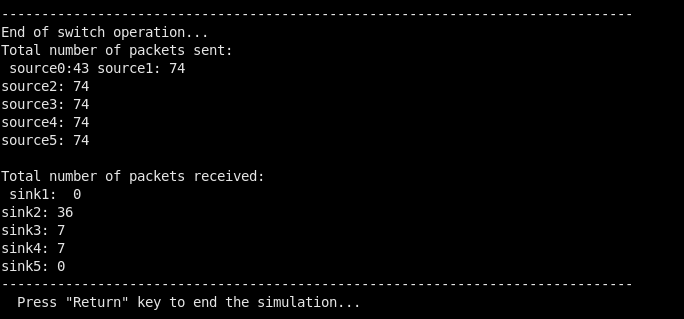 -------------------------------------------------------------------------------
End of switch operation...
Total number of packets sent:
 source0:43 source1: 74
source2: 74
source3: 74
source4: 74
source5: 74

Total number of packets received:
 sink1:  0
sink2: 36
sink3: 7
sink4: 7
sink5: 0
-------------------------------------------------------------------------------
  Press "Return" key to end the simulation...